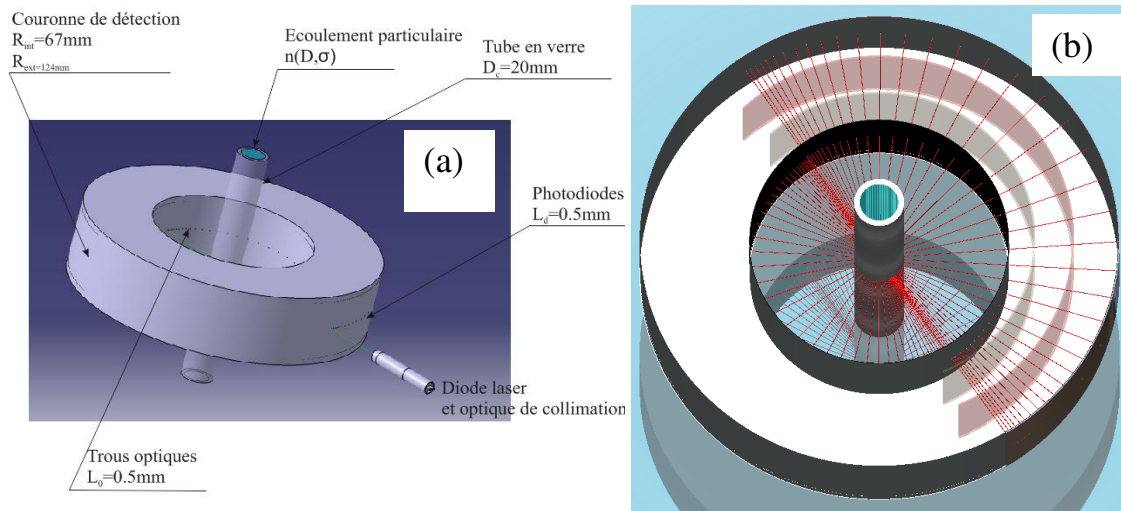 Couronne de détection
R_int=67mm
R_ext=124mm
Ecoulement particulaire
n(D,σ)
Tube en verre
D_c=20mm
(a)
Photodiodes
L_d=0.5mm
Diode laser
et optique de collimation
Trous optiques
L_0=0.5mm
(b)